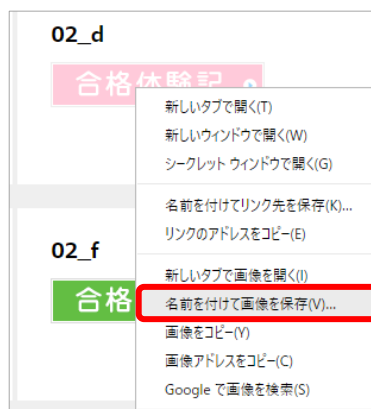 02_d
合格体験記
新しいタブで開く(T)
新しいウィンドウで開く(W)
シークレット ウィンドウで開く(G)
名前を付けてリンク先を保存(K)...
リンクのアドレスをコピー(E)
02_f
新しいタブで画像を開く(I)
合格
名前を付けて画像を保存(V)...
画像をコピー(Y)
画像アドレスをコピー(C)
Google で画像を検索(S)